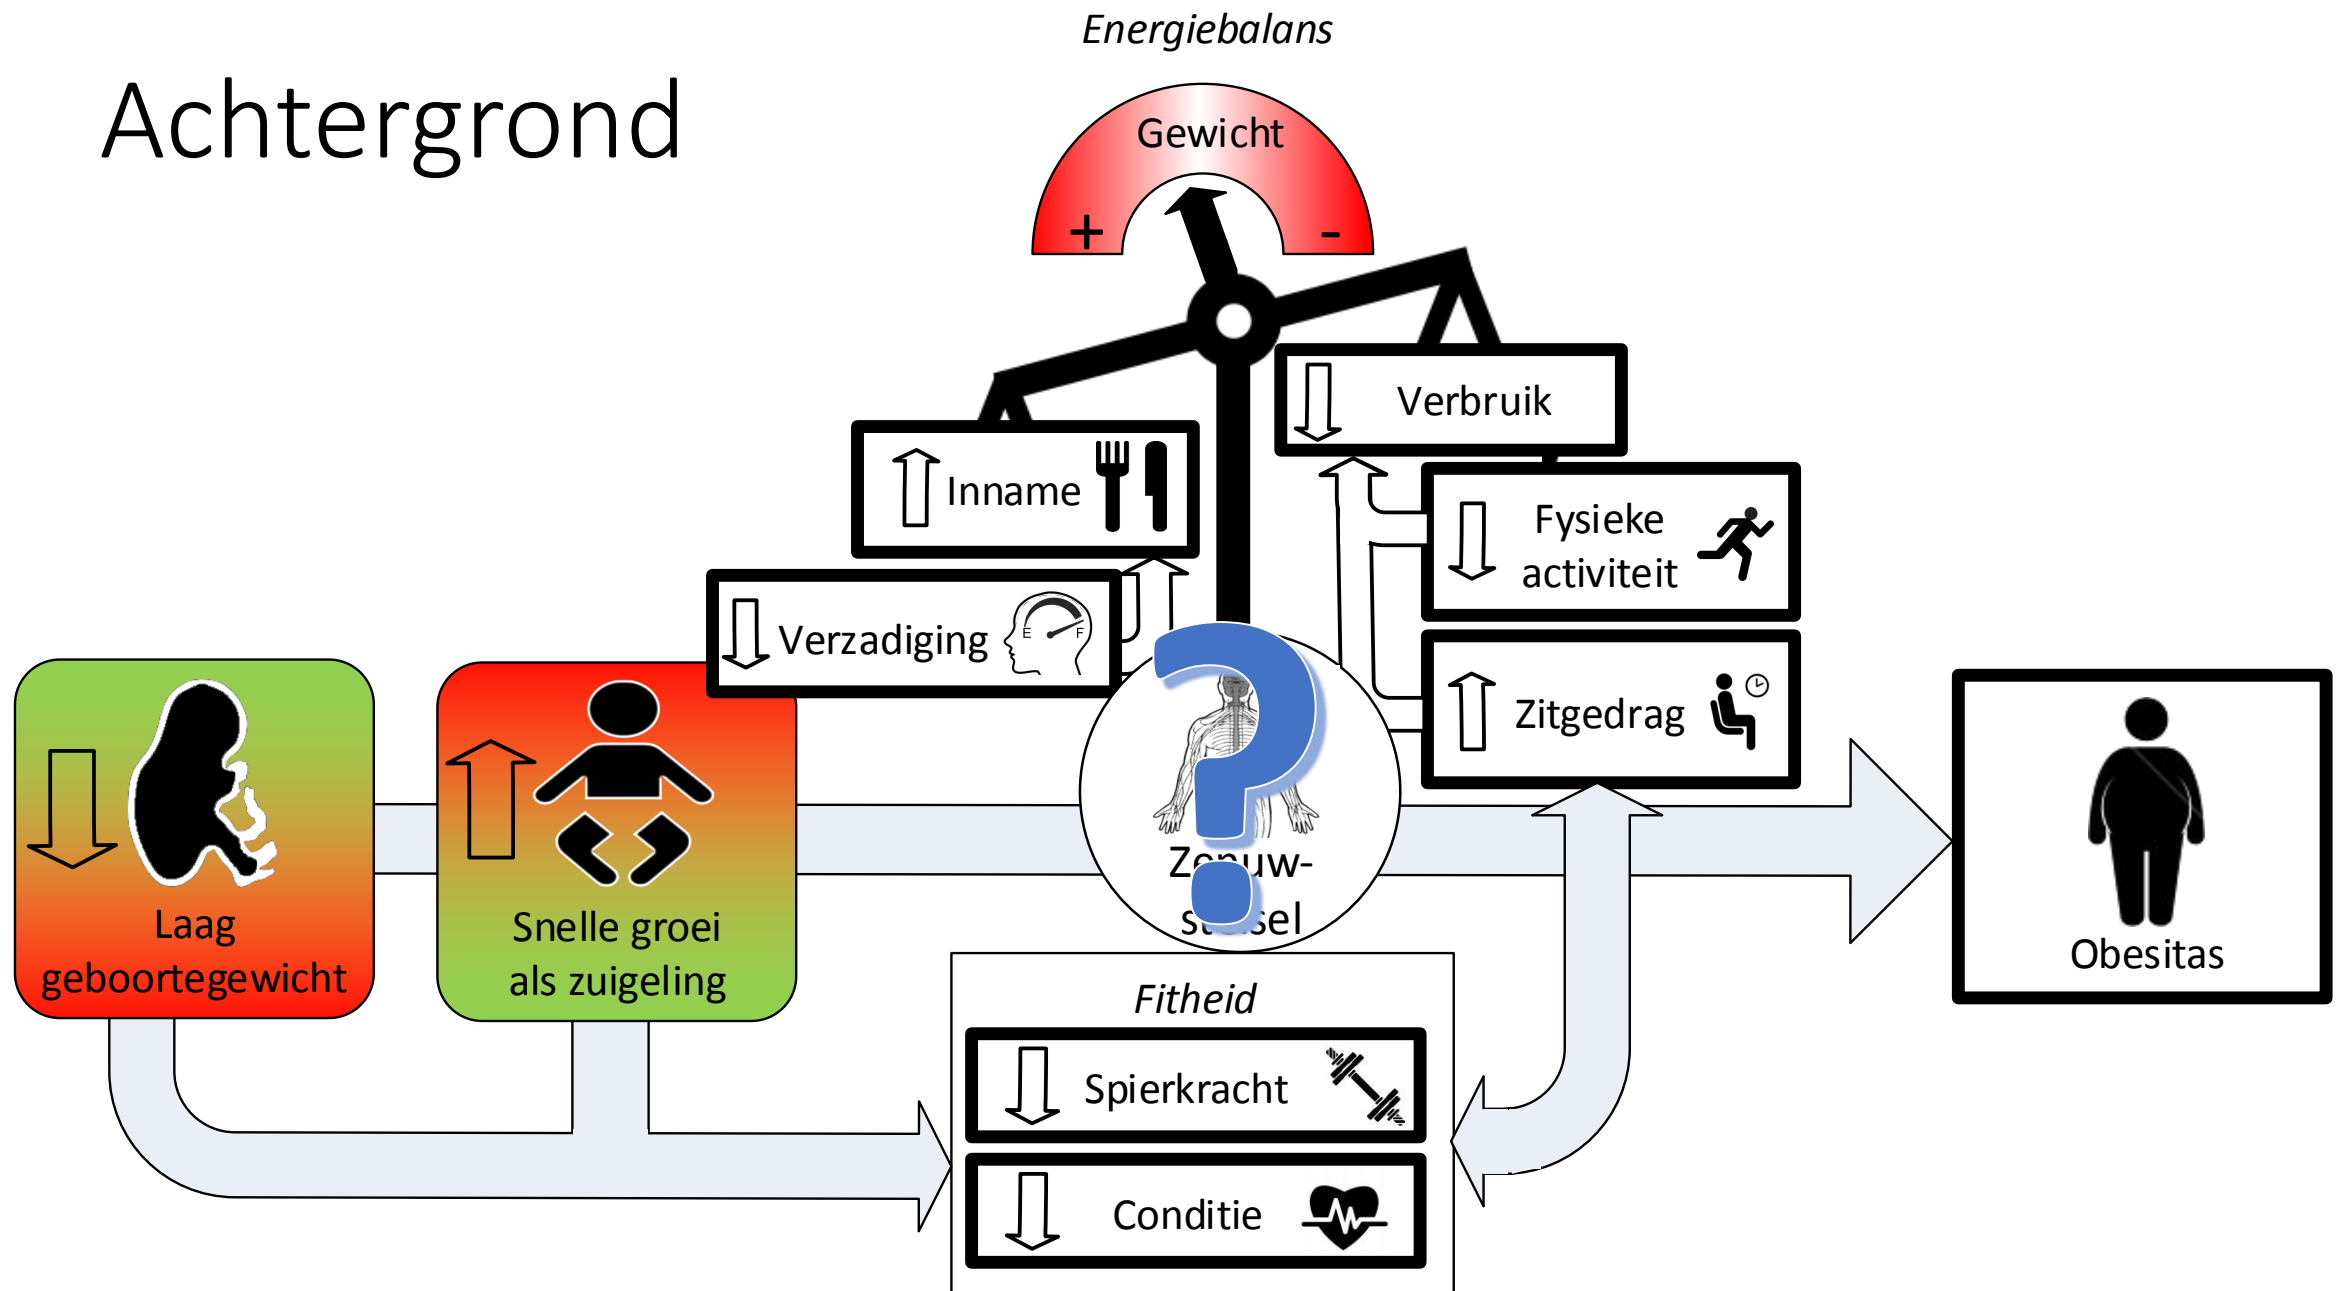 Achtergrond
Energiebalans
Gewicht
+
-
Verbruik
Inname
Fysieke
activiteit
Verzadiging
E
F
Zitgedrag
Laag
geboortegewicht
Snelle groei
als zuigeling
?
Obesitas
Fitheid
Spierkracht
Conditie